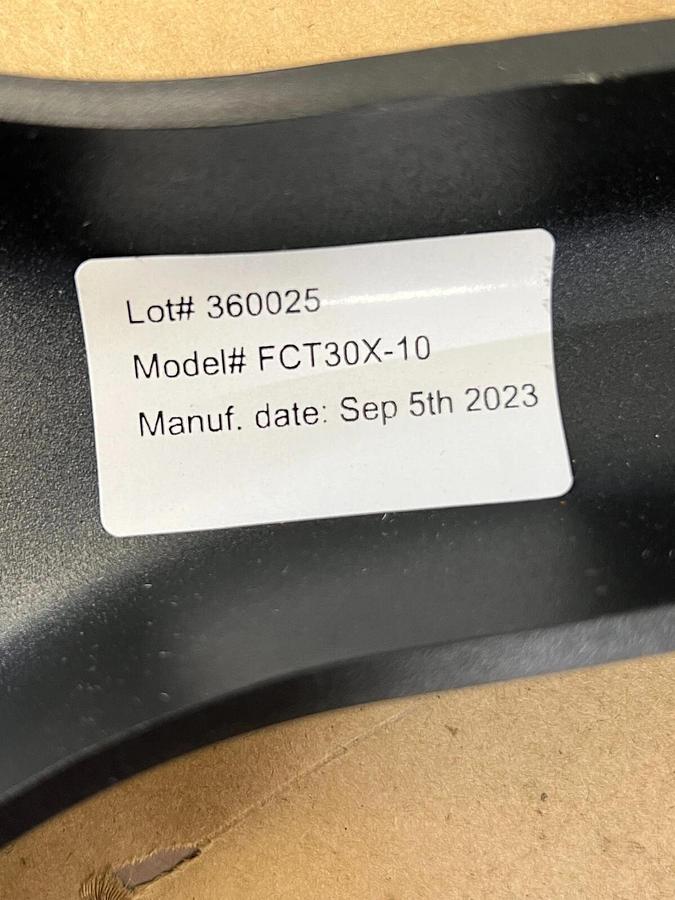 Lot# 360025
Model# FCT30X-10
Manuf. date: Sep 5th 2023